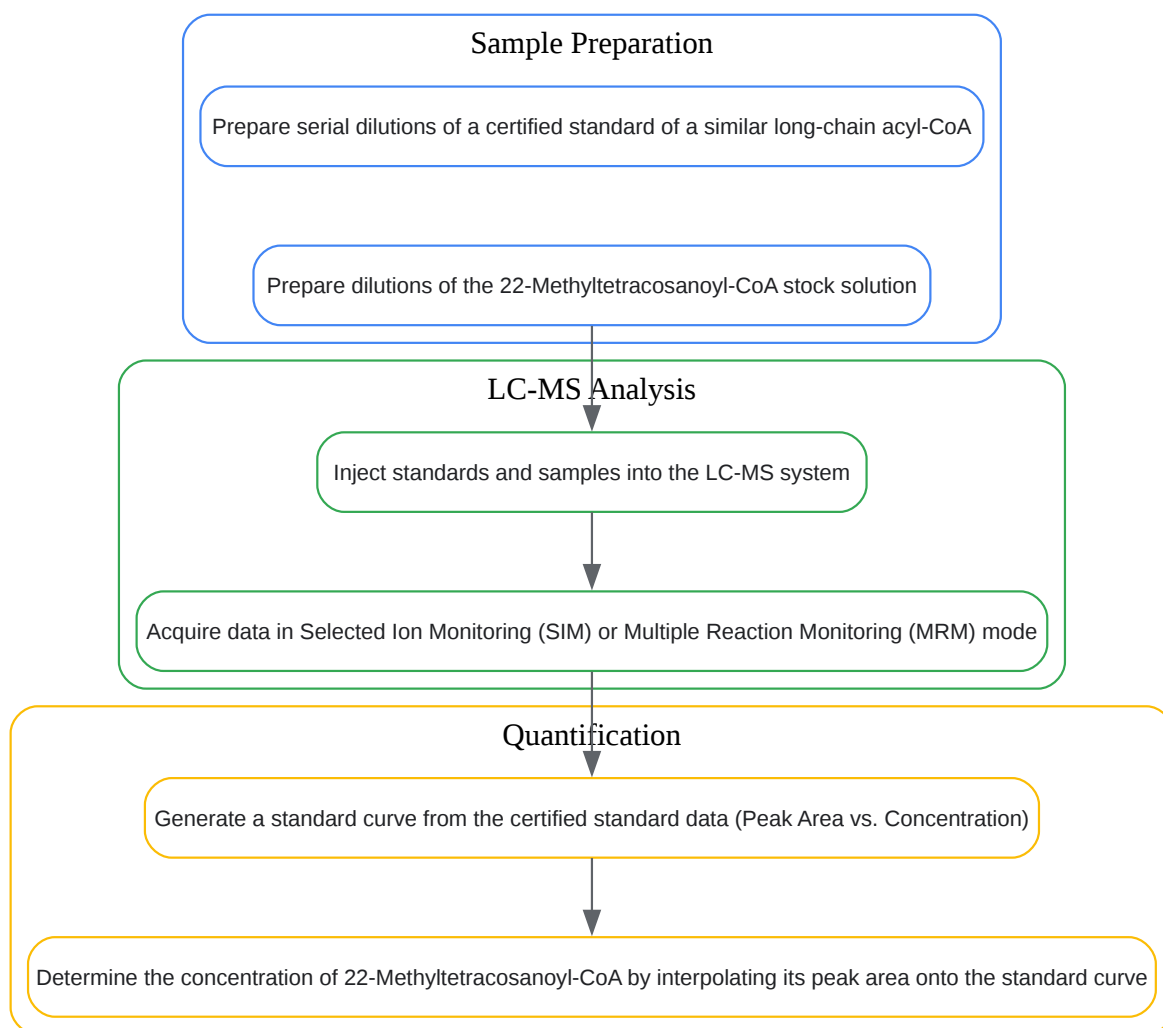 Sample Preparation
Prepare serial dilutions of a certified standard of a similar long-chain acyl-CoA
Prepare dilutions of the 22-Methyltetracosanoyl-CoA stock solution
LC-MS Analysis
Inject standards and samples into the LC-MS system
Acquire data in Selected Ion Monitoring (SIM) or Multiple Reaction Monitoring (MRM) mode
Quantification
Generate a standard curve from the certified standard data (Peak Area vs. Concentration)
Determine the concentration of 22-Methyltetracosanoyl-CoA by interpolating its peak area onto the standard curve